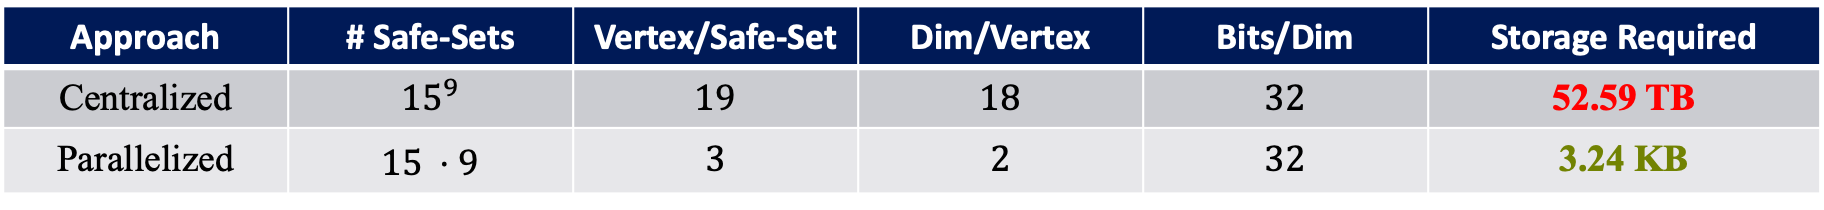 Approach # Safe-Sets Vertex/Safe-Set Dim/Vertex Bits/Dim Storage Required
Centralized 15⁹ 19 18 32 52.59 TB
Parallelized 15 · 9 3 2 32 3.24 KB